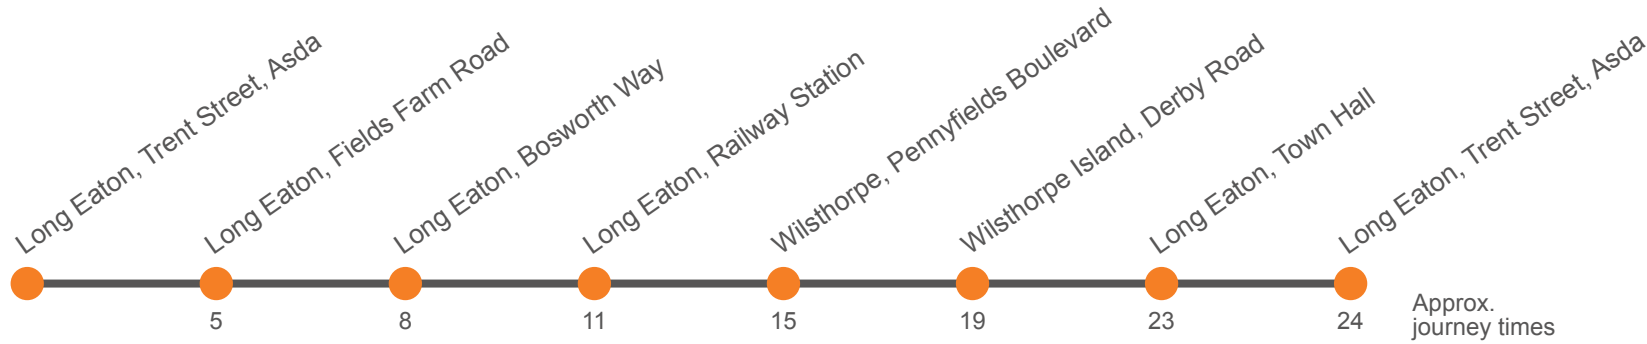 Long Eaton, Trent Street, Asda
Long Eaton, Fields Farm Road
Long Eaton, Bosworth Way
Long Eaton, Railway Station
Wilsthorpe, Pennyfields Boulevard
Wilsthorpe Island, Derby Road
Long Eaton, Town Hall
Long Eaton, Trent Street, Asda
5
8
11
15
19
23
24
Approx.
journey times